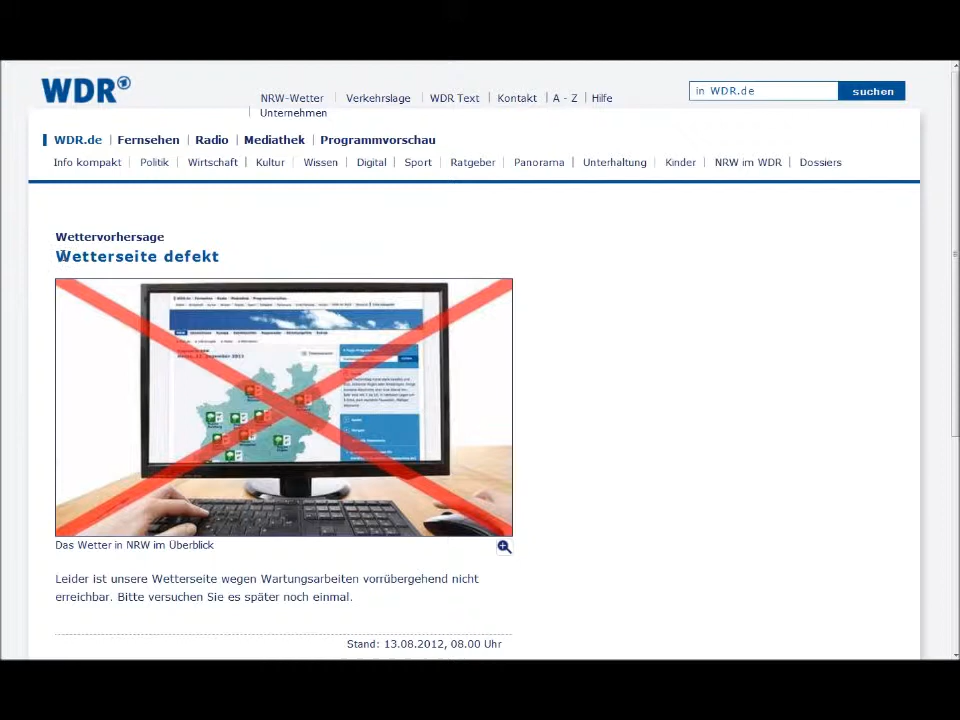 WDR
NRW-Wetter Verkehrslage WDR Text Kontakt A - Z Hilfe
Unternehmen
in WDR.de suchen
WDR.de Fernsehen Radio Mediathek Programmvorschau
Info kompakt Politik Wirtschaft Kultur Wissen Digital Sport Ratgeber Panorama Unterhaltung Kinder NRW im WDR Dossiers
Wettervorhersage
Wetterseite defekt
Das Wetter in NRW im Überblick
Leider ist unsere Wetterseite wegen Wartungsarbeiten vorrübergehend nicht
erreichbar. Bitte versuchen Sie es später noch einmal.
Stand: 13.08.2012, 08.00 Uhr